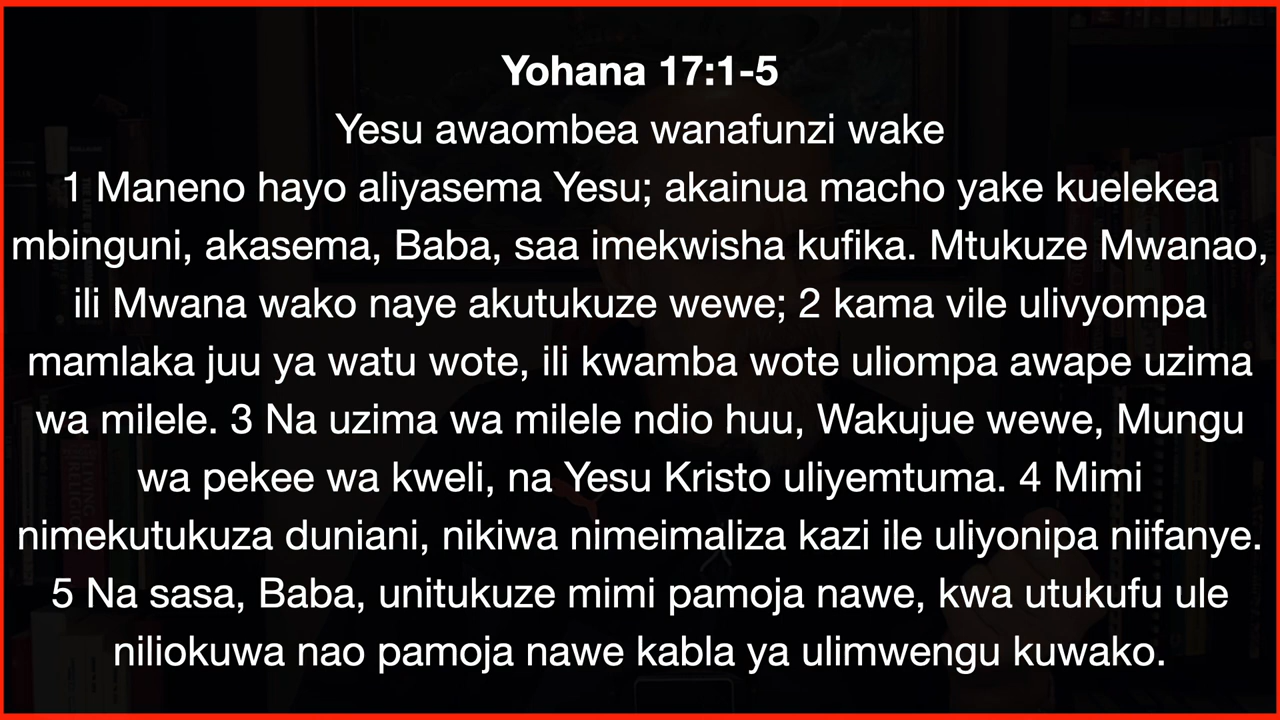 Yohana 17:1-5
Yesu awaombea wanafunzi wake
1 Maneno hayo aliyasema Yesu; akainua macho yake kuelekea
mbinguni, akasema, Baba, saa imekwisha kufika. Mtukuze Mwanao,
ili Mwana wako naye akutukuze wewe; 2 kama vile ulivyompa
mamlaka juu ya watu wote, ili kwamba wote uliompa awape uzima
wa milele. 3 Na uzima wa milele ndio huu, Wakujue wewe, Mungu
wa pekee wa kweli, na Yesu Kristo uliyemtuma. 4 Mimi
nimekutukuza duniani, nikiwa nimeimaliza kazi ile uliyonipa niifanye.
5 Na sasa, Baba, unitukuze mimi pamoja nawe, kwa utukufu ule
niliokuwa nao pamoja nawe kabla ya ulimwengu kuwako.